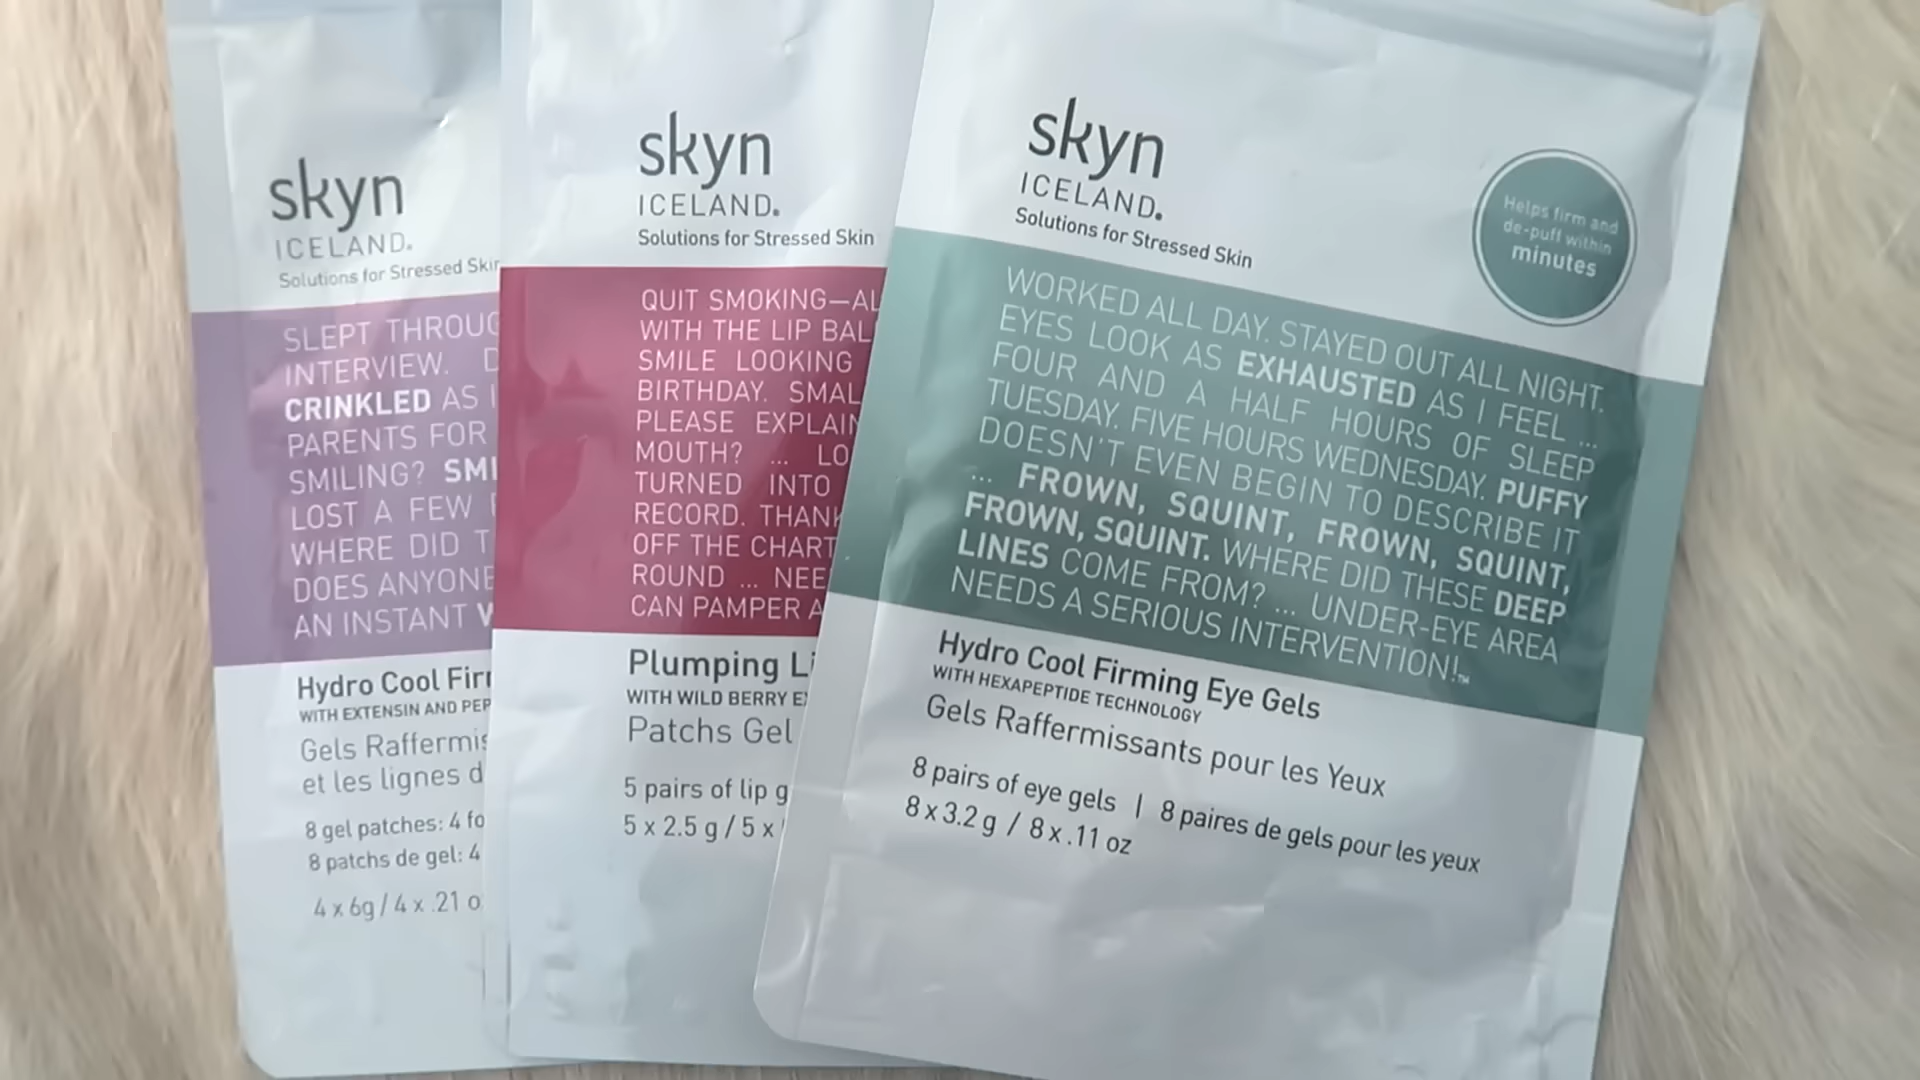 skyn
ICELAND®
Solutions for Stressed Skin
SLEPT THROUG
INTERVIEW. D
CRINKLED AS I
PARENTS FOR
SMILING? SMI
LOST A FEW
WHERE DID T
DOES ANYONE
AN INSTANT
Hydro Cool Firr
WITH EXTENSIN AND PEP
Gels Raffermis
et les lignes d
8 gel patches: 4 fo
8 patchs de gel: 4
4 x 6g / 4 x .21 o
skyn
ICELAND®
Solutions for Stressed Skin
QUIT SMOKING—AL
WITH THE LIP BAL
SMILE LOOKING
BIRTHDAY. SMAL
PLEASE EXPLAIN
MOUTH? ... LO
TURNED INTO
RECORD. THANK
OFF THE CHART
ROUND ... NEE
CAN PAMPER A
Plumping Li
WITH WILD BERRY E
Patchs Gel
5 pairs of lip g
5 x 2.5 g / 5 x
skyn
ICELAND®
Solutions for Stressed Skin
Helps firm and
de-puff within
minutes
WORKED ALL DAY. STAYED OUT ALL NIGHT.
EYES LOOK AS EXHAUSTED AS I FEEL ...
FOUR AND A HALF HOURS OF SLEEP
TUESDAY. FIVE HOURS WEDNESDAY. PUFFY
DOESN'T EVEN BEGIN TO DESCRIBE IT
... FROWN, SQUINT, FROWN, SQUINT,
FROWN, SQUINT. WHERE DID THESE DEEP
LINES COME FROM? ... UNDER-EYE AREA
NEEDS A SERIOUS INTERVENTION!™
Hydro Cool Firming Eye Gels
WITH HEXAPEPTIDE TECHNOLOGY
Gels Raffermissants pour les Yeux
8 pairs of eye gels | 8 paires de gels pour les yeux
8 x 3.2 g / 8 x .11 oz